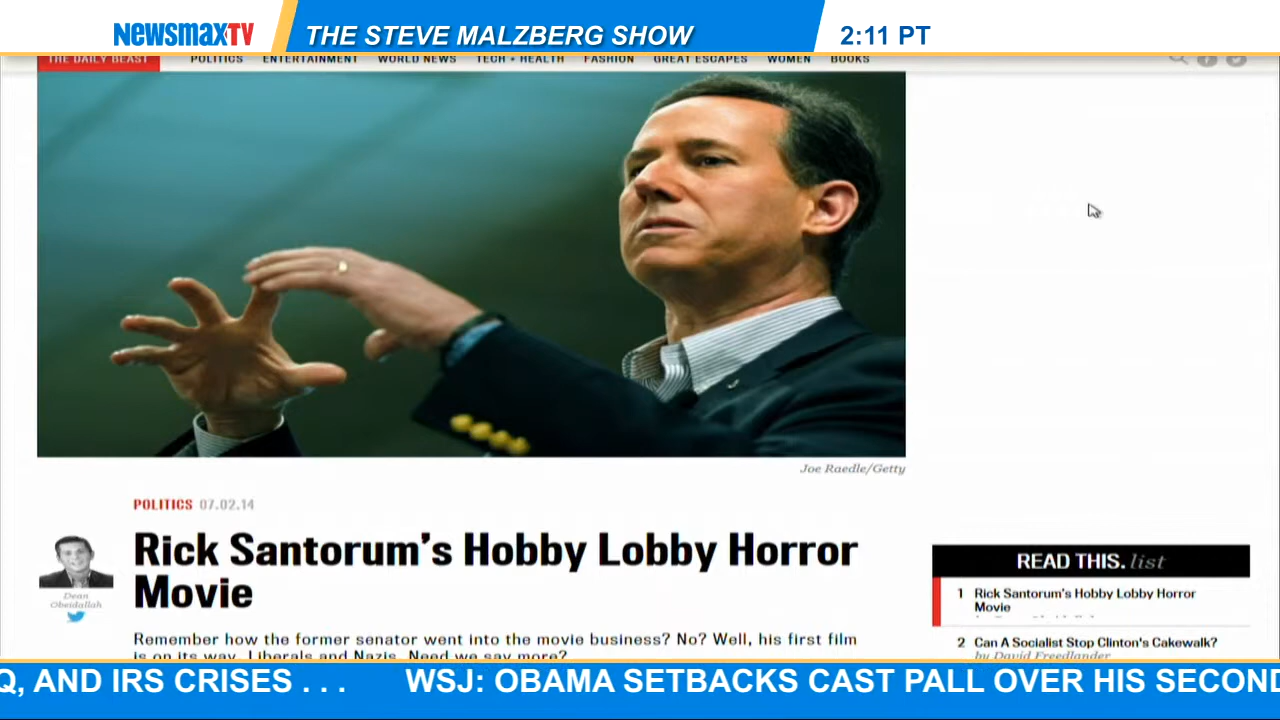 NEWSMAXTV THE STEVE MALZBERG SHOW 2:11 PT
THE DAILY BEAST POLITICS ENTERTAINMENT WORLD NEWS TECH + HEALTH FASHION GREAT ESCAPES WOMEN BOOKS
Joe Raedle/Getty
POLITICS 07.02.14
Rick Santorum's Hobby Lobby Horror
Movie
Dean
Obeidallah
Remember how the former senator went into the movie business? No? Well, his first film
is on its way. Liberals and Nazis. Need we say more?
READ THIS. list
1 Rick Santorum's Hobby Lobby Horror
Movie
2 Can A Socialist Stop Clinton's Cakewalk?
by David Freedlander
Q, AND IRS CRISES . . . WSJ: OBAMA SETBACKS CAST PALL OVER HIS SECOND